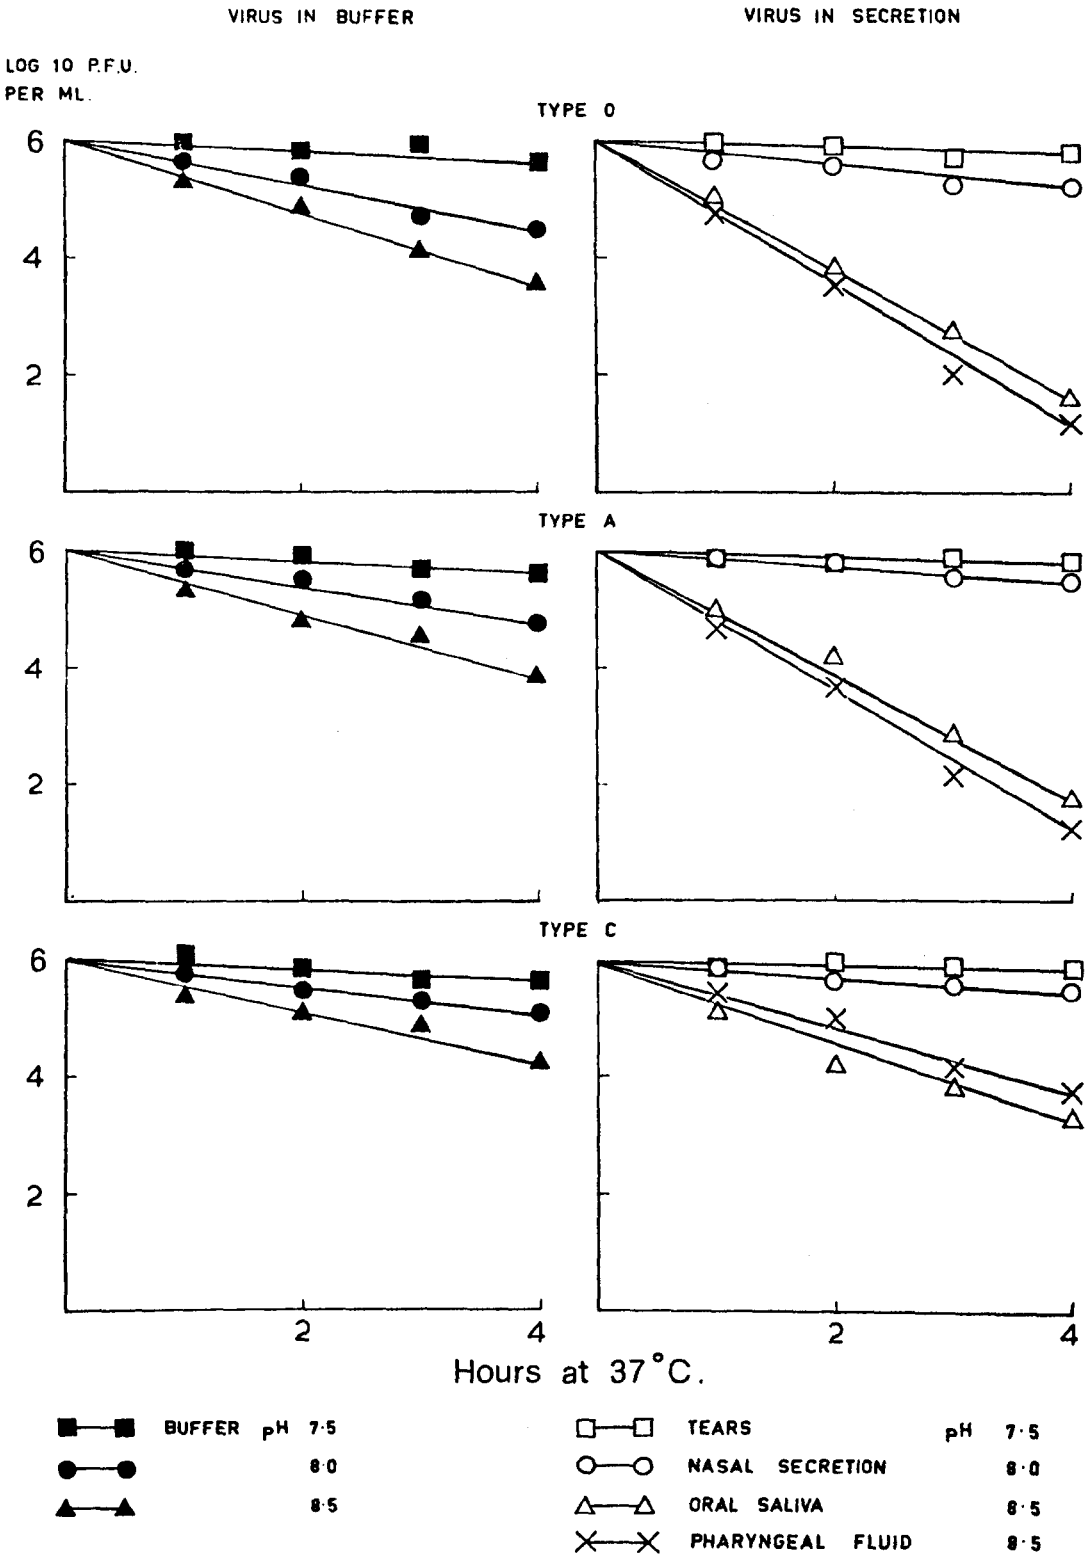 VIRUS IN BUFFER
VIRUS IN SECRETION
LOG 10 P.F.U.
PER ML.
TYPE O
6
4
2
TYPE A
6
4
2
TYPE C
6
4
2
2
4
2
4
Hours at 37°C.
BUFFER pH 7·5
8·0
8·5
TEARS pH 7·5
NASAL SECRETION 8·0
ORAL SALIVA 8·5
PHARYNGEAL FLUID 8·5